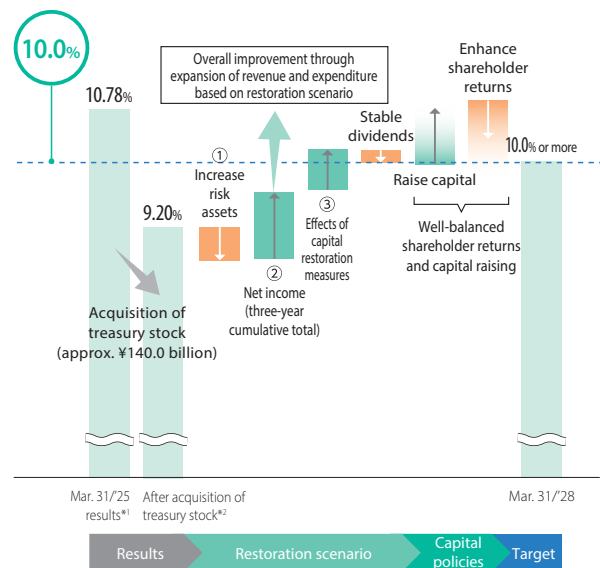 10.0%
10.78%
9.20%
Acquisition of
treasury stock
(approx. ¥140.0 billion)
Overall improvement through
expansion of revenue and expenditure
based on restoration scenario
①
Increase
risk
assets
②
Net income
(three-year
cumulative total)
③
Effects of
capital
restoration
measures
Stable
dividends
Raise capital
Enhance
shareholder
returns
Well-balanced
shareholder returns
and capital raising
10.0% or more
Mar. 31/'25
results*1
After acquisition of
treasury stock*2
Mar. 31/'28
Results
Restoration scenario
Capital
policies
Target